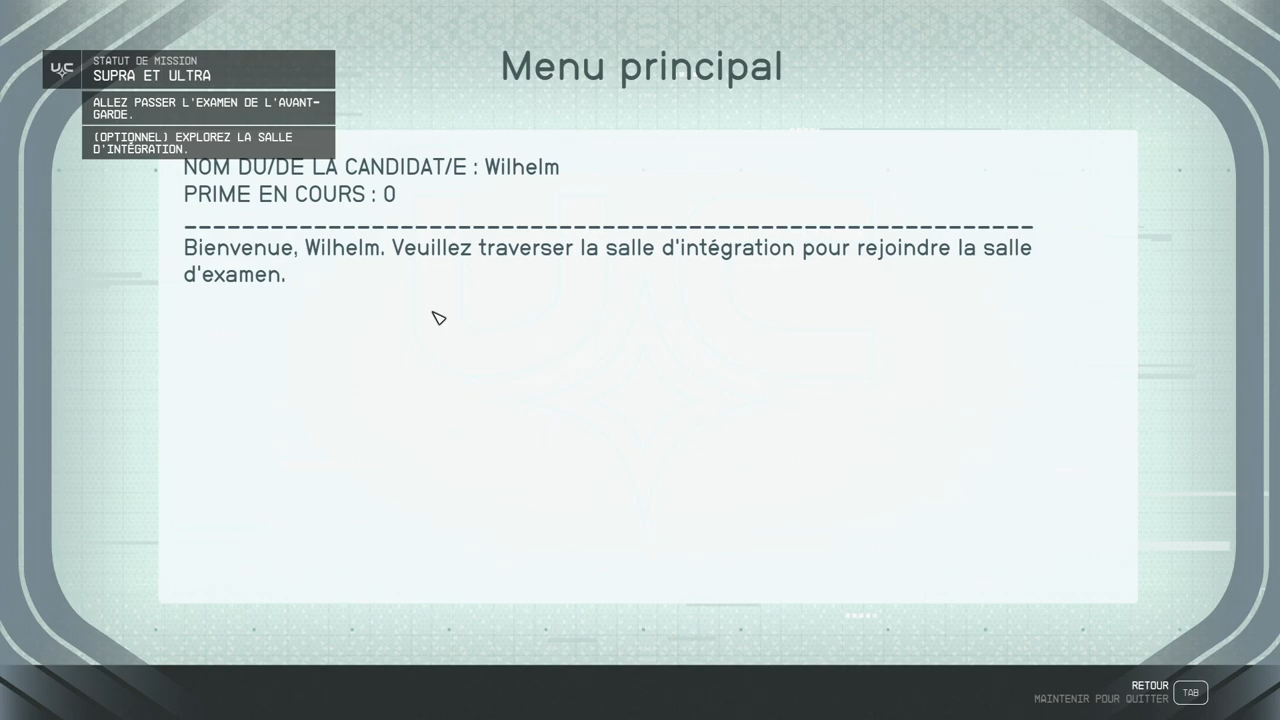 Menu principal
UC
STATUT DE MISSION
SUPRA ET ULTRA
ALLEZ PASSER L'EXAMEN DE L'AVANT-
GARDE.
(OPTIONNEL) EXPLOREZ LA SALLE
D'INTÉGRATION.
NOM DU/DE LA CANDIDAT/E : Wilhelm
PRIME EN COURS : 0
Bienvenue, Wilhelm. Veuillez traverser la salle d'intégration pour rejoindre la salle
d'examen.
RETOUR
MAINTENIR POUR QUITTER
TAB